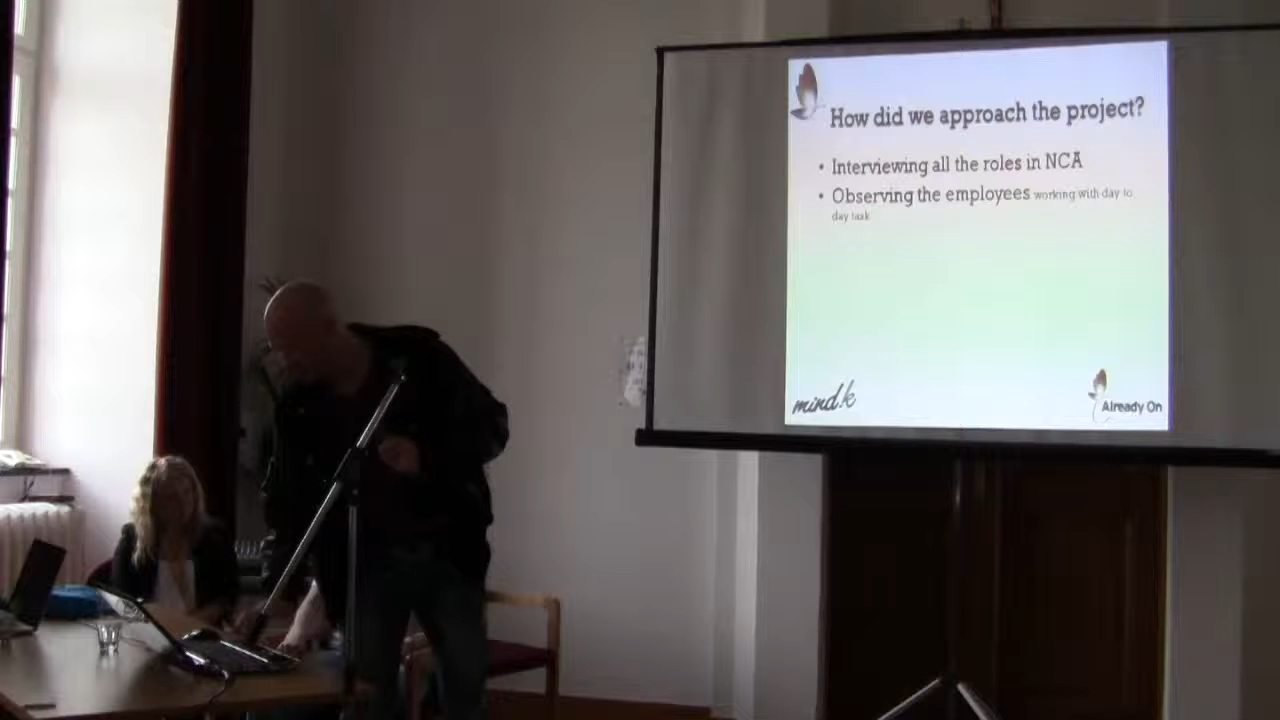 How did we approach the project?
• Interviewing all the roles in NCA
• Observing the employees working with day to
day task
mind.k
Already On